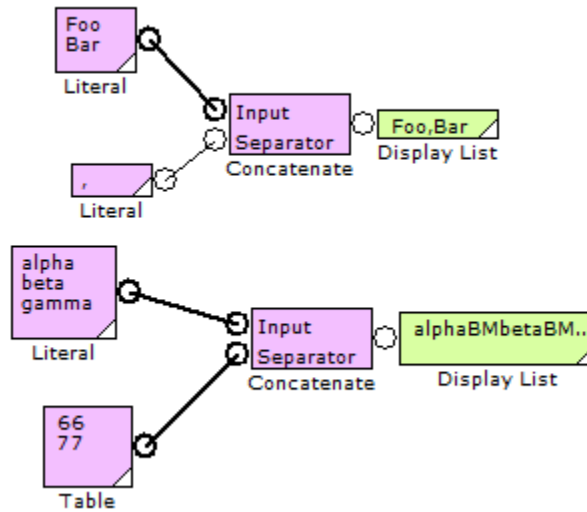 Foo
Bar
Literal
Input
Separator
Concatenate
Foo,Bar
Display List
,
Literal
alpha
beta
gamma
Literal
Input
Separator
Concatenate
alphaBMbetaBM..
Display List
66
77
Table